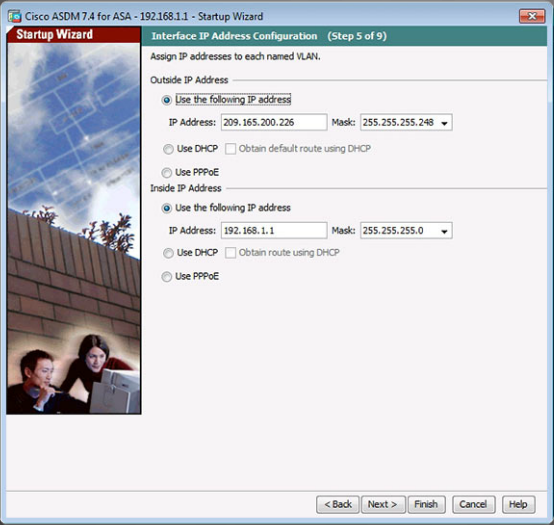 Cisco ASDM 7.4 for ASA - 192.168.1.1 - Startup Wizard
Startup Wizard
Interface IP Address Configuration (Step 5 of 9)
Assign IP addresses to each named VLAN.
Outside IP Address
Use the following IP address
IP Address: 209.165.200.226 Mask: 255.255.255.248
Use DHCP Obtain default route using DHCP
Use PPPoE
Inside IP Address
Use the following IP address
IP Address: 192.168.1.1 Mask: 255.255.255.0
Use DHCP Obtain route using DHCP
Use PPPoE
< Back Next > Finish Cancel Help